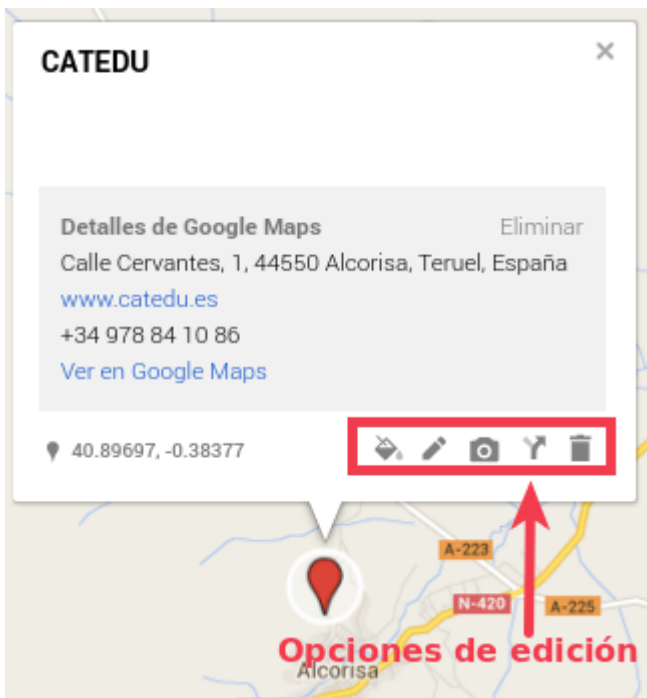 CATEDU
×
Detalles de Google Maps Eliminar
Calle Cervantes, 1, 44550 Alcorisa, Teruel, España
www.catedu.es
+34 978 84 10 86
Ver en Google Maps
40.89697, -0.38377
A-223
N-420 A-225
Opciones de edición
Alcorisa